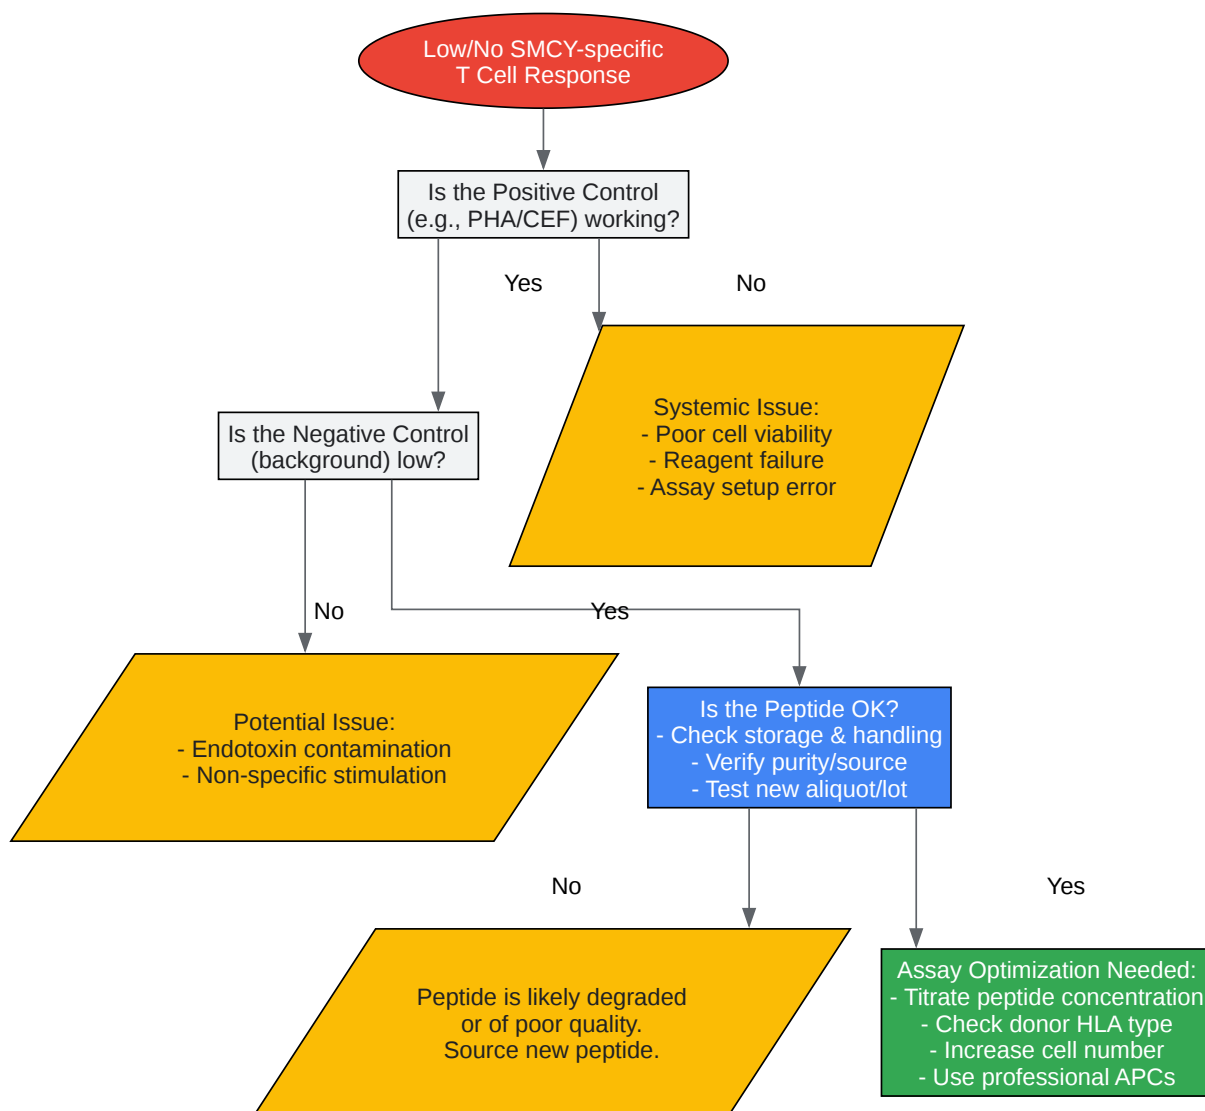 Low/No SMCY-specific
T Cell Response
Is the Positive Control
(e.g., PHA/CEF) working?
Yes
No
Systemic Issue:
- Poor cell viability
- Reagent failure
- Assay setup error
Is the Negative Control
(background) low?
No
Yes
Potential Issue:
- Endotoxin contamination
- Non-specific stimulation
Is the Peptide OK?
- Check storage & handling
- Verify purity/source
- Test new aliquot/lot
No
Yes
Peptide is likely degraded
or of poor quality.
Source new peptide.
Assay Optimization Needed:
- Titrate peptide concentration
- Check donor HLA type
- Increase cell number
- Use professional APCs